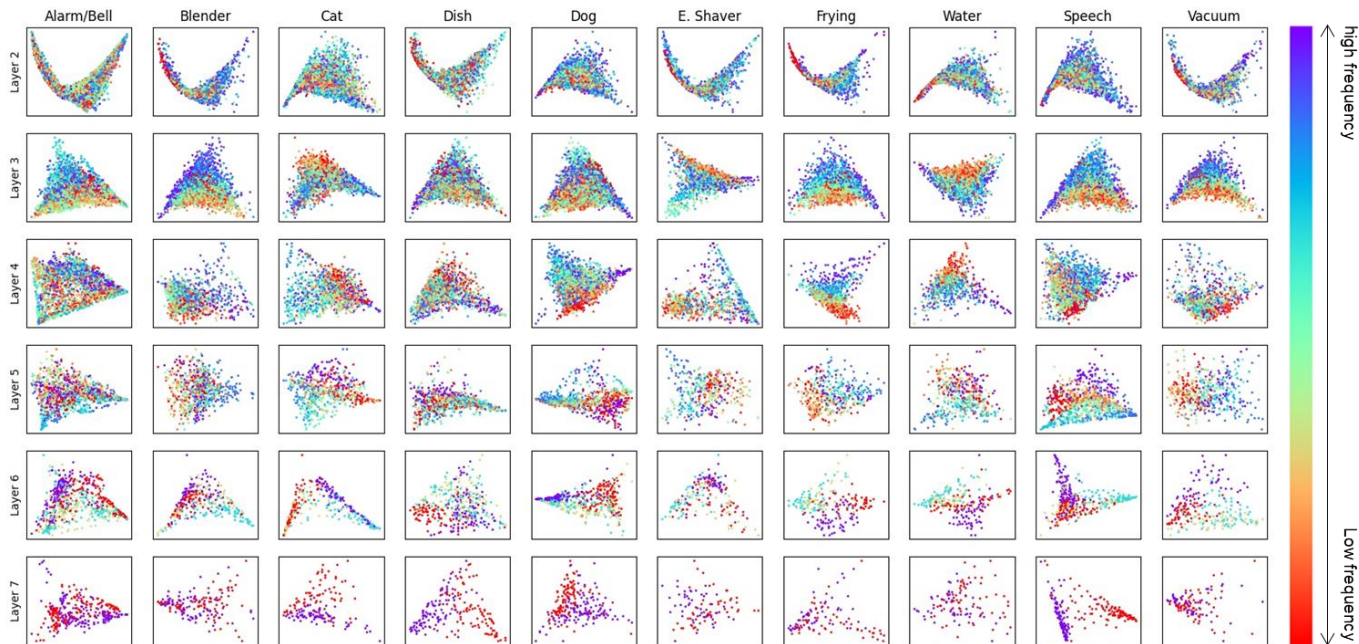 Alarm/Bell Blender Cat Dish Dog E. Shaver Frying Water Speech Vacuum
Layer 2
Layer 3
Layer 4
Layer 5
Layer 6
Layer 7
high frequency
Low frequency